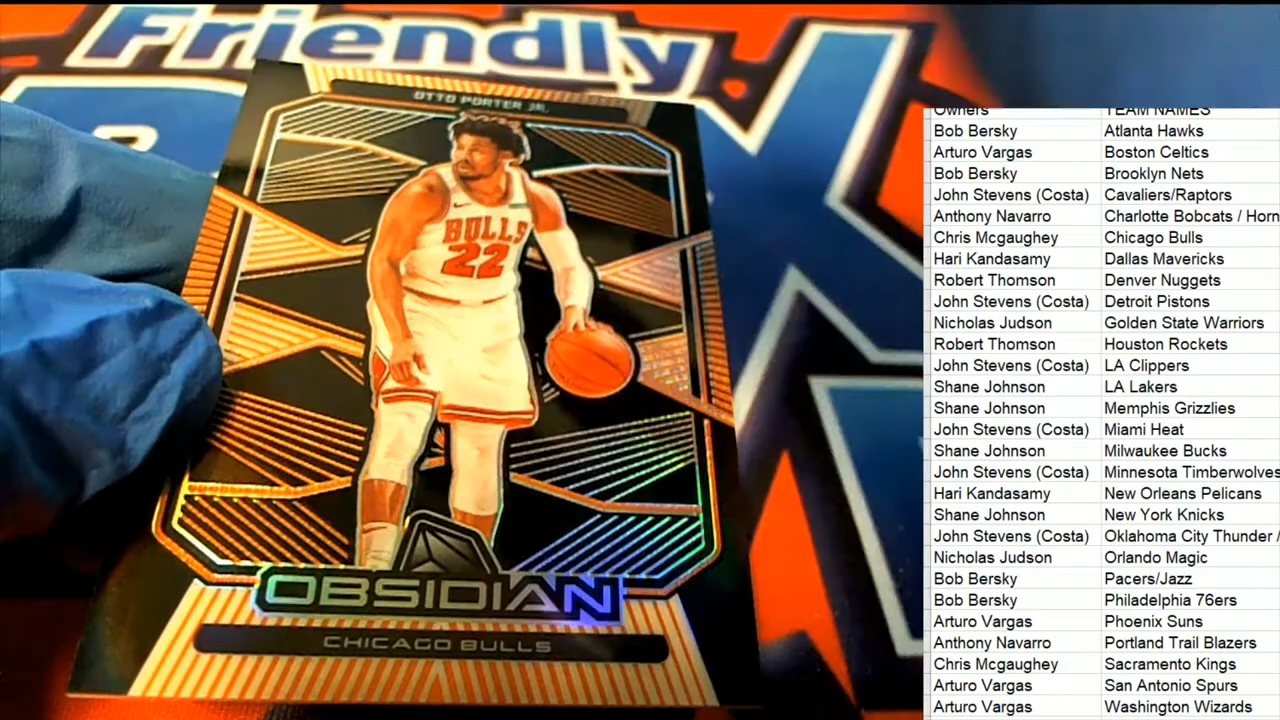 Friendly
OTTO PORTER JR.
BULLS
22
OBSIDIAN
CHICAGO BULLS
Owners TEAM NAMES
Bob Bersky Atlanta Hawks
Arturo Vargas Boston Celtics
Bob Bersky Brooklyn Nets
John Stevens (Costa) Cavaliers/Raptors
Anthony Navarro Charlotte Bobcats / Horn
Chris Mcgaughey Chicago Bulls
Hari Kandasamy Dallas Mavericks
Robert Thomson Denver Nuggets
John Stevens (Costa) Detroit Pistons
Nicholas Judson Golden State Warriors
Robert Thomson Houston Rockets
John Stevens (Costa) LA Clippers
Shane Johnson LA Lakers
Shane Johnson Memphis Grizzlies
John Stevens (Costa) Miami Heat
Shane Johnson Milwaukee Bucks
John Stevens (Costa) Minnesota Timberwolves
Hari Kandasamy New Orleans Pelicans
Shane Johnson New York Knicks
John Stevens (Costa) Oklahoma City Thunder /
Nicholas Judson Orlando Magic
Bob Bersky Pacers/Jazz
Bob Bersky Philadelphia 76ers
Arturo Vargas Phoenix Suns
Anthony Navarro Portland Trail Blazers
Chris Mcgaughey Sacramento Kings
Arturo Vargas San Antonio Spurs
Arturo Vargas Washington Wizards